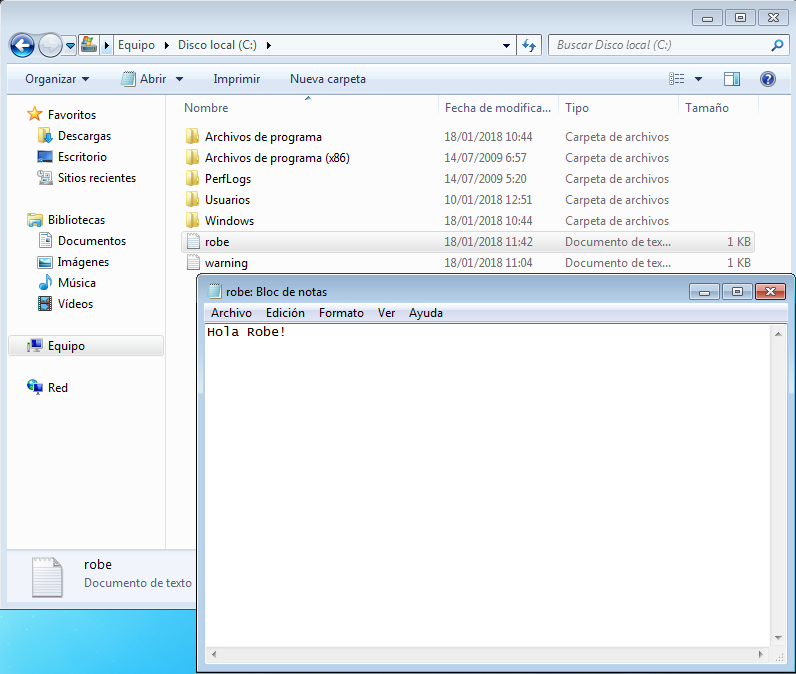 Equipo ▸ Disco local (C:) ▸ Buscar Disco local (C:)
Organizar Abrir Imprimir Nueva carpeta
Favoritos
Descargas
Escritorio
Sitios recientes
Bibliotecas
Documentos
Imágenes
Música
Vídeos
Equipo
Red
Nombre Fecha de modifica... Tipo Tamaño
Archivos de programa 18/01/2018 10:44 Carpeta de archivos
Archivos de programa (x86) 14/07/2009 6:57 Carpeta de archivos
PerfLogs 14/07/2009 5:20 Carpeta de archivos
Usuarios 10/01/2018 12:51 Carpeta de archivos
Windows 18/01/2018 10:44 Carpeta de archivos
robe 18/01/2018 11:42 Documento de tex... 1 KB
warning 18/01/2018 11:04 Documento de tex... 1 KB
robe: Bloc de notas
Archivo Edición Formato Ver Ayuda
Hola Robe!
robe
Documento de texto